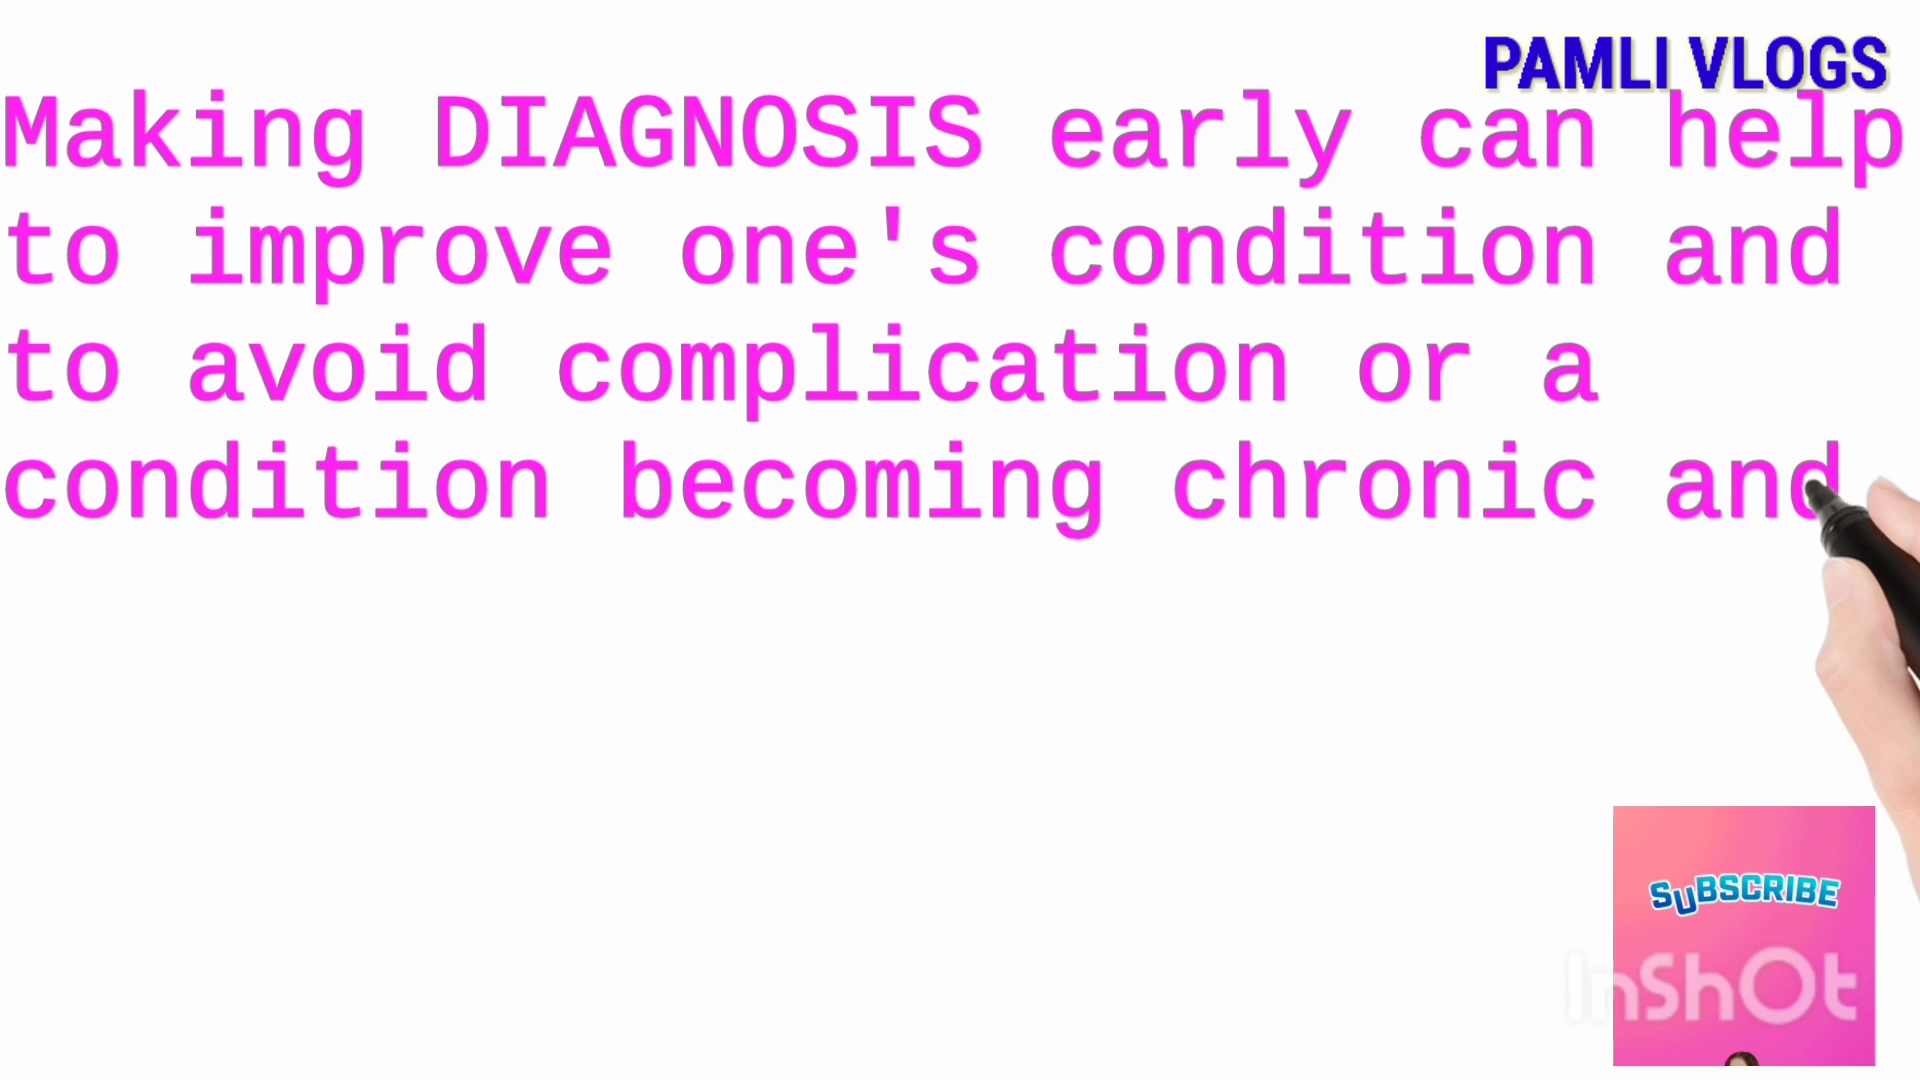 PAMLI VLOGS
Making DIAGNOSIS early can help
to improve one's condition and
to avoid complication or a
condition becoming chronic and
SUBSCRIBE
InShOt